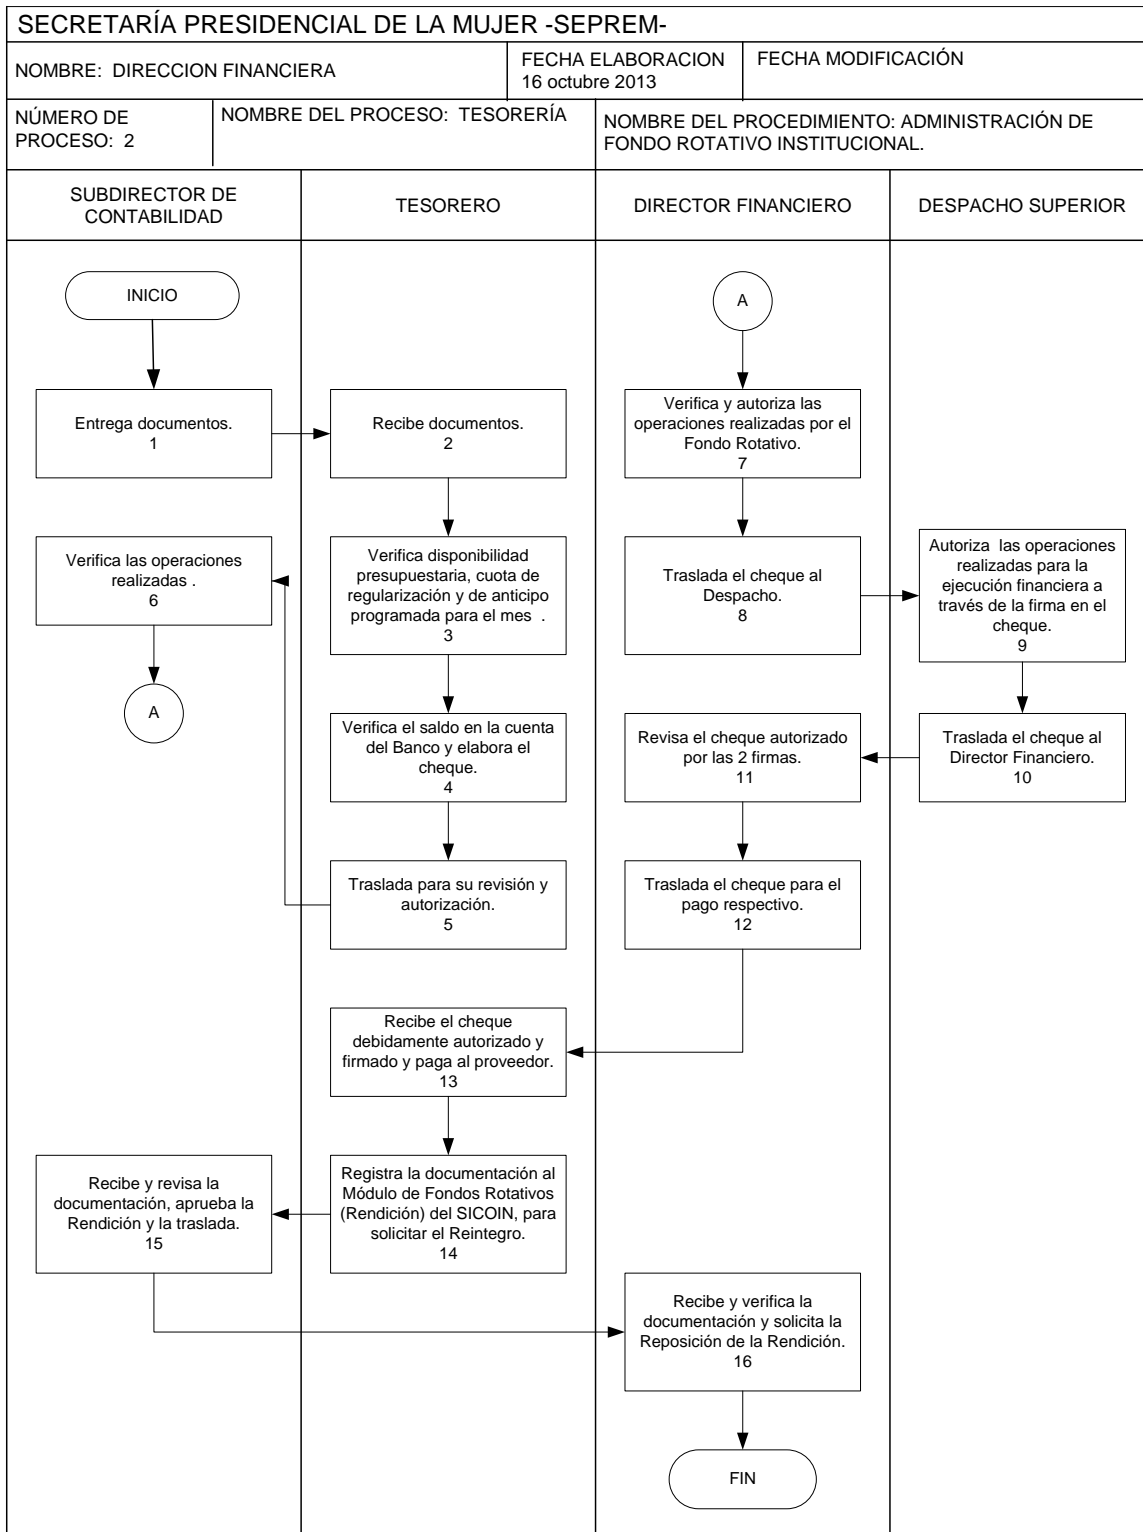 SECRETARÍA PRESIDENCIAL DE LA MUJER -SEPREM-
NOMBRE: DIRECCION FINANCIERA
FECHA ELABORACION
16 octubre 2013
FECHA MODIFICACIÓN
NÚMERO DE
PROCESO: 2
NOMBRE DEL PROCESO: TESORERÍA
NOMBRE DEL PROCEDIMIENTO: ADMINISTRACIÓN DE
FONDO ROTATIVO INSTITUCIONAL.
SUBDIRECTOR DE
CONTABILIDAD
TESORERO
DIRECTOR FINANCIERO
DESPACHO SUPERIOR
INICIO
Entrega documentos.
1
Recibe documentos.
2
Verifica disponibilidad
presupuestaria, cuota de
regularización y de anticipo
programada para el mes .
3
Verifica el saldo en la cuenta
del Banco y elabora el
cheque.
4
Traslada para su revisión y
autorización.
5
Verifica las operaciones
realizadas .
6
A
A
Verifica y autoriza las
operaciones realizadas por el
Fondo Rotativo.
7
Traslada el cheque al
Despacho.
8
Autoriza las operaciones
realizadas para la
ejecución financiera a
través de la firma en el
cheque.
9
Traslada el cheque al
Director Financiero.
10
Revisa el cheque autorizado
por las 2 firmas.
11
Traslada el cheque para el
pago respectivo.
12
Recibe el cheque
debidamente autorizado y
firmado y paga al proveedor.
13
Registra la documentación al
Módulo de Fondos Rotativos
(Rendición) del SICOIN, para
solicitar el Reintegro.
14
Recibe y revisa la
documentación, aprueba la
Rendición y la traslada.
15
Recibe y verifica la
documentación y solicita la
Reposición de la Rendición.
16
FIN